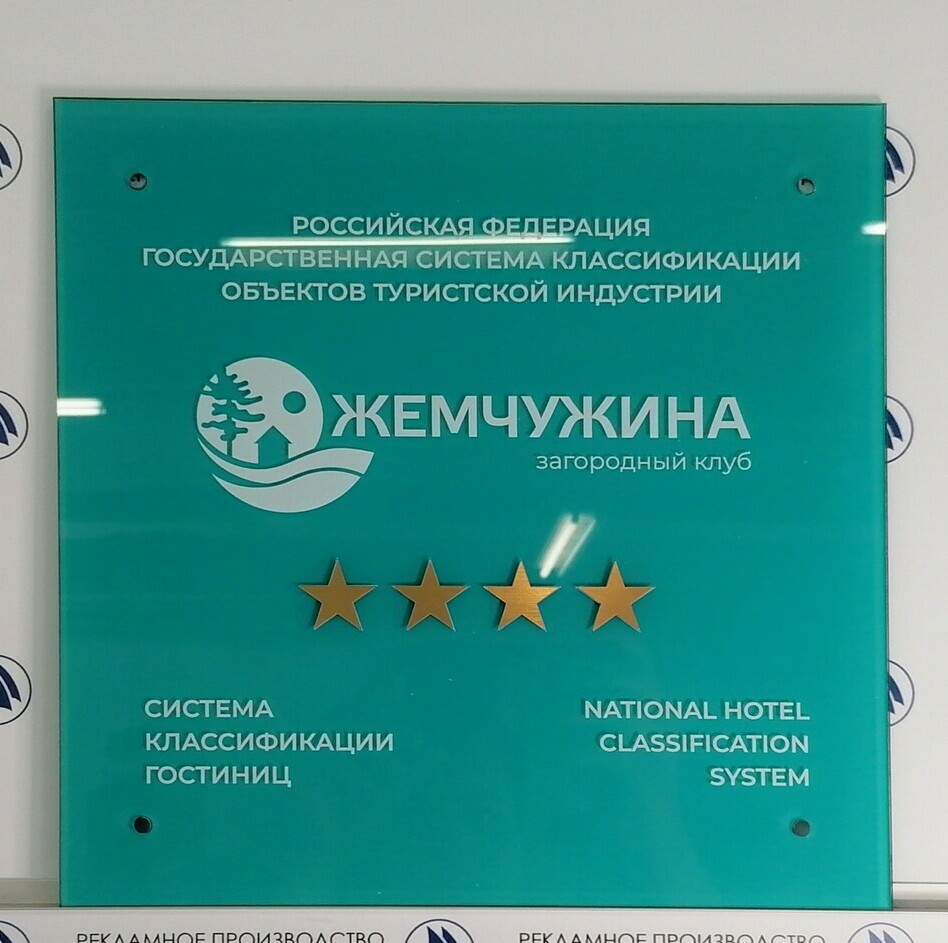 РОССИЙСКАЯ ФЕДЕРАЦИЯ
ГОСУДАРСТВЕННАЯ СИСТЕМА КЛАССИФИКАЦИИ
ОБЪЕКТОВ ТУРИСТСКОЙ ИНДУСТРИИ
ЖЕМЧУЖИНА
загородный клуб
СИСТЕМА
КЛАССИФИКАЦИИ
ГОСТИНИЦ
NATIONAL HOTEL
CLASSIFICATION
SYSTEM
РЕКЛАМНОЕ ПРОИЗВОДСТВО
РЕКЛАМНОЕ ПРОИЗВОДСТВО